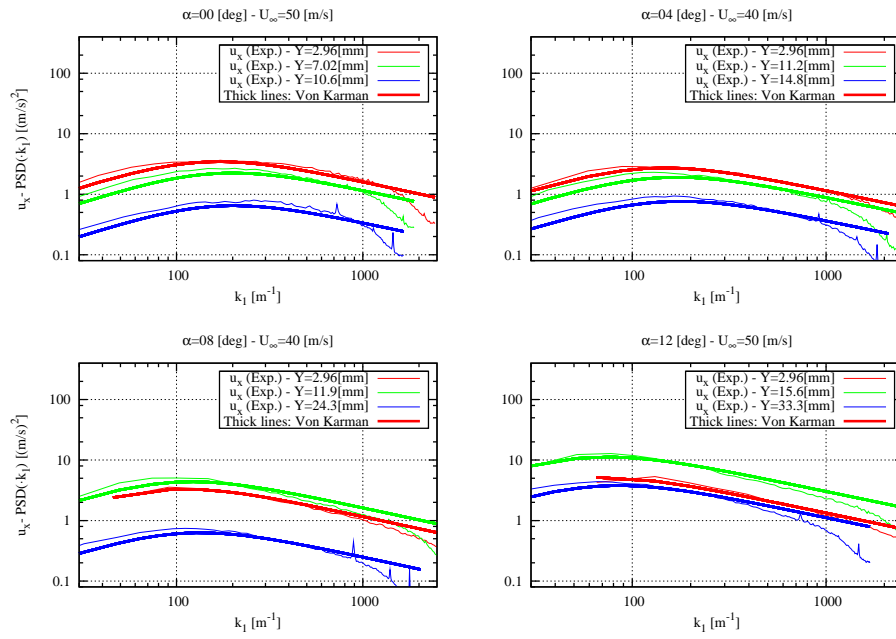 α=00 [deg] - U∞=50 [m/s]
u_x (Exp.) - Y=2.96[mm]
u_x (Exp.) - Y=7.02[mm]
u_x (Exp.) - Y=10.6[mm]
Thick lines: Von Karman
100
10
1
0.1
u_x- PSD(·k_1) [(m/s)^2]
100
1000
k_1 [m^-1]
α=04 [deg] - U∞=40 [m/s]
u_x (Exp.) - Y=2.96[mm]
u_x (Exp.) - Y=11.2[mm]
u_x (Exp.) - Y=14.8[mm]
Thick lines: Von Karman
100
10
1
0.1
100
1000
k_1 [m^-1]
α=08 [deg] - U∞=40 [m/s]
u_x (Exp.) - Y=2.96[mm]
u_x (Exp.) - Y=11.9[mm]
u_x (Exp.) - Y=24.3[mm]
Thick lines: Von Karman
100
10
1
0.1
u_x- PSD(·k_1) [(m/s)^2]
100
1000
k_1 [m^-1]
α=12 [deg] - U∞=50 [m/s]
u_x (Exp.) - Y=2.96[mm]
u_x (Exp.) - Y=15.6[mm]
u_x (Exp.) - Y=33.3[mm]
Thick lines: Von Karman
100
10
1
0.1
100
1000
k_1 [m^-1]